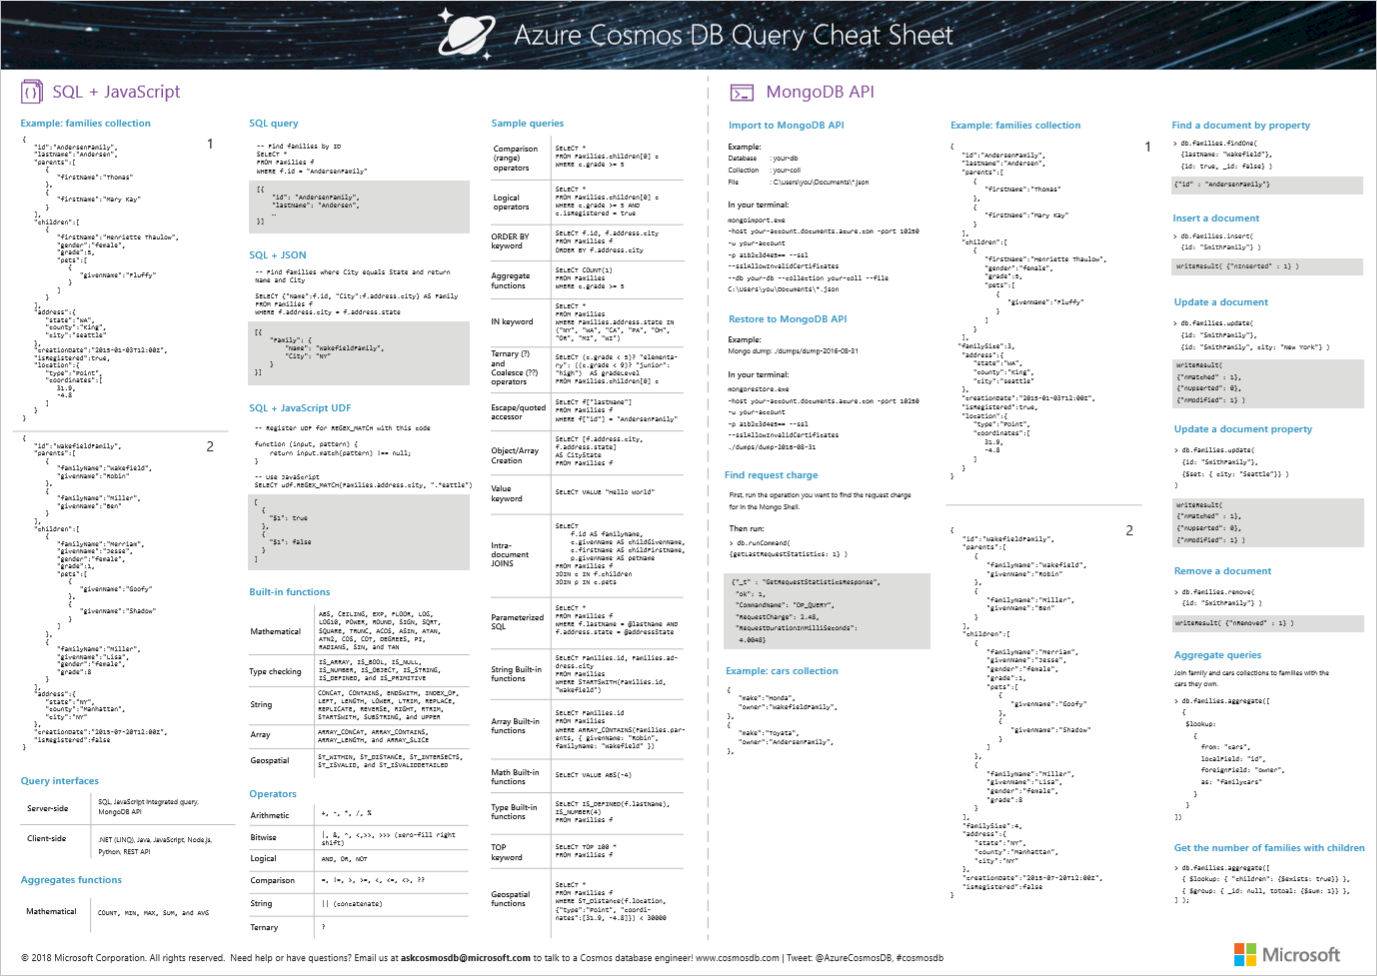 Azure Cosmos DB Query Cheat Sheet
SQL + JavaScript
Example: families collection
1
{
"id":"AndersenFamily",
"lastName":"Andersen",
"parents":[
{
"firstName":"Thomas"
},
{
"firstName":"Mary Kay"
}
],
"children":[
{
"firstName":"Henriette Thaulow",
"gender":"female",
"grade":5,
"pets":[
{
"givenName":"Fluffy"
}
]
}
],
"address":{
"state":"WA",
"county":"King",
"city":"seattle"
},
"creationDate":"2015-01-03T12:00Z",
"isRegistered":true,
"location":{
"type":"Point",
"coordinates":[
31.9,
-4.8
]
}
}
2
{
"id":"WakefieldFamily",
"parents":[
{
"familyName":"Wakefield",
"givenName":"Robin"
},
{
"familyName":"Miller",
"givenName":"Ben"
}
],
"children":[
{
"familyName":"Merriam",
"givenName":"Jesse",
"gender":"female",
"grade":1,
"pets":[
{
"givenName":"Goofy"
},
{
"givenName":"Shadow"
}
]
},
{
"familyName":"Miller",
"givenName":"Lisa",
"gender":"female",
"grade":8
}
],
"address":{
"state":"NY",
"county":"Manhattan",
"city":"NY"
},
"creationDate":"2015-07-20T12:00Z",
"isRegistered":false
}
Query interfaces
Server-side
SQL, JavaScript integrated query,
MongoDB API
Client-side
.NET (LINQ), Java, JavaScript, Node.js,
Python, REST API
Aggregates functions
Mathematical
COUNT, MIN, MAX, SUM, and AVG
SQL query
-- Find families by ID
SELECT *
FROM Families f
WHERE f.id = "AndersenFamily"
[{
"id": "AndersenFamily",
"lastName": "Andersen",
…
}]
SQL + JSON
-- Find families where City equals State and return
Name and City
SELECT {"Name":f.id, "City":f.address.city} AS Family
FROM Families f
WHERE f.address.city = f.address.state
[{
"Family": {
"Name": "WakefieldFamily",
"City": "NY"
}
}]
SQL + JavaScript UDF
-- Register UDF for REGEX_MATCH with this code
function (input, pattern) {
return input.match(pattern) !== null;
}
-- Use JavaScript
SELECT udf.REGEX_MATCH(Families.address.city, ".*eattle")
[
{
"$1": true
},
{
"$1": false
}
]
Built-in functions
Mathematical
ABS, CEILING, EXP, FLOOR, LOG,
LOG10, POWER, ROUND, SIGN, SQRT,
SQUARE, TRUNC, ACOS, ASIN, ATAN,
ATN2, COS, COT, DEGREES, PI,
RADIANS, SIN, and TAN
Type checking
IS_ARRAY, IS_BOOL, IS_NULL,
IS_NUMBER, IS_OBJECT, IS_STRING,
IS_DEFINED, and IS_PRIMITIVE
String
CONCAT, CONTAINS, ENDSWITH, INDEX_OF,
LEFT, LENGTH, LOWER, LTRIM, REPLACE,
REPLICATE, REVERSE, RIGHT, RTRIM,
STARTSWITH, SUBSTRING, and UPPER
Array
ARRAY_CONCAT, ARRAY_CONTAINS,
ARRAY_LENGTH, and ARRAY_SLICE
Geospatial
ST_WITHIN, ST_DISTANCE, ST_INTERSECTS,
ST_ISVALID, and ST_ISVALIDDETAILED
Operators
Arithmetic
+, -, *, /, %
Bitwise
|, &, ^, <,>>, >>> (zero-fill right
shift)
Logical
AND, OR, NOT
Comparison
=, !=, >, >=, <, <=, <>, ??
String
|| (concatenate)
Ternary
?
Sample queries
Comparison
(range)
operators
SELECT *
FROM Families.children[0] c
WHERE c.grade >= 5
Logical
operators
SELECT *
FROM Families.children[0] c
WHERE c.grade >= 5 AND
c.isRegistered = true
ORDER BY
keyword
SELECT f.id, f.address.city
FROM Families f
ORDER BY f.address.city
Aggregate
functions
SELECT COUNT(1)
FROM Families
WHERE c.grade >= 5
IN keyword
SELECT *
FROM Families
WHERE Families.address.state IN
("NY", "WA", "CA", "PA", "OH",
"OR", "MI", "WI")
Ternary (?)
and
Coalesce (??)
operators
SELECT (c.grade < 5)? "elementa-
ry": ((c.grade < 9)? "junior":
"high") AS gradeLevel
FROM Families.children[0] c
Escape/quoted
accessor
SELECT f["lastName"]
FROM Families f
WHERE f["id"] = "AndersenFamily"
Object/Array
Creation
SELECT [f.address.city,
f.address.state]
AS CityState
FROM Families f
Value
keyword
SELECT VALUE "Hello World"
Intra-
document
JOINS
SELECT
f.id AS familyName,
c.givenName AS childGivenName,
c.firstName AS childFirstName,
p.givenName AS petName
FROM Families f
JOIN c IN f.children
JOIN p IN c.pets
Parameterized
SQL
SELECT *
FROM Families f
WHERE f.lastName = @lastName AND
f.address.state = @addressState
String Built-in
functions
SELECT Families.id, Families.ad-
dress.city
FROM Families
WHERE STARTSWITH(Families.id,
"Wakefield")
Array Built-in
functions
SELECT Families.id
FROM Families
WHERE ARRAY_CONTAINS(Families.par-
ents, { givenName: "Robin",
familyName: "Wakefield" })
Math Built-in
functions
SELECT VALUE ABS(-4)
Type Built-in
functions
SELECT IS_DEFINED(f.lastName),
IS_NUMBER(4)
FROM Families f
TOP
keyword
SELECT TOP 100 *
FROM Families f
Geospatial
functions
SELECT *
FROM Families f
WHERE ST_Distance(f.location,
{"type":"Point", "coordi-
nates":[31.9, -4.8]}) < 30000
MongoDB API
Import to MongoDB API
Example:
Database : your-db
Collection : your-coll
File : C:\users\you\Documents\*.json
In your terminal:
mongoimport.exe
-host your-account.documents.azure.com -port 10250
-u your-account
-p a1b2c3d4e5== --ssl
--sslAllowInvalidCertificates
--db your-db --collection your-coll --file
C:\Users\you\Documents\*.json
Restore to MongoDB API
Example:
Mongo dump: ./dumps/dump-2016-08-31
In your terminal:
mongorestore.exe
-host your-account.documents.azure.com -port 10250
-u your-account
-p a1b2c3d4e5== --ssl
--sslAllowInvalidCertificates
./dumps/dump-2016-08-31
Find request charge
First, run the operation you want to find the request charge
for in the Mongo Shell.
Then run:
> db.runCommand(
{getLastRequestStatistics: 1} )
{"_t" : "GetRequestStatisticsResponse",
"ok": 1,
"CommandName": "OP_QUERY",
"RequestCharge": 2.48,
"RequestDurationInMilliSeconds":
4.0048}
Example: cars collection
{
"make":"Honda",
"owner":"WakefieldFamily",
},
{
"make":"Toyata",
"owner":"AndersenFamily",
},
Example: families collection
1
{
"id":"AndersenFamily",
"lastName":"Andersen",
"parents":[
{
"firstName":"Thomas"
},
{
"firstName":"Mary Kay"
}
],
"children":[
{
"firstName":"Henriette Thaulow",
"gender":"female",
"grade":5,
"pets":[
{
"givenName":"Fluffy"
}
]
}
],
"familySize":3,
"address":{
"state":"WA",
"county":"King",
"city":"seattle"
},
"creationDate":"2015-01-03T12:00Z",
"isRegistered":true,
"location":{
"type":"Point",
"coordinates":[
31.9,
-4.8
]
}
}
2
{
"id":"WakefieldFamily",
"parents":[
{
"familyName":"Wakefield",
"givenName":"Robin"
},
{
"familyName":"Miller",
"givenName":"Ben"
}
],
"children":[
{
"familyName":"Merriam",
"givenName":"Jesse",
"gender":"female",
"grade":1,
"pets":[
{
"givenName":"Goofy"
},
{
"givenName":"Shadow"
}
]
},
{
"familyName":"Miller",
"givenName":"Lisa",
"gender":"female",
"grade":8
}
],
"familySize":4,
"address":{
"state":"NY",
"county":"Manhattan",
"city":"NY"
},
"creationDate":"2015-07-20T12:00Z",
"isRegistered":false
}
Find a document by property
> db.families.findOne(
{lastname: "Wakefield"},
{id: true, _id: false} )
{"id" : "AndersenFamily"}
Insert a document
> db.families.insert(
{id: "SmithFamily"} )
WriteResult( {"nInserted" : 1} )
Update a document
> db.families.update(
{id: "SmithFamily"},
{id: "SmithFamily", city: "New York"} )
WriteResult(
{"nMatched" : 1},
{"nUpserted": 0},
{"nModified" : 1} )
Update a document property
> db.families.update(
{id: "SmithFamily"},
{$set: { city: "Seattle"}} )
)
WriteResult(
{"nMatched" : 1},
{"nUpserted": 0},
{"nModified" : 1} )
Remove a document
> db.families.remove(
{id: "SmithFamily"} )
WriteResult( {"nRemoved" : 1} )
Aggregate queries
Join family and cars collections to families with the
cars they own.
> db.families.aggregate([
{
$lookup:
{
from: "cars",
localField: "id",
foreignField: "owner",
as: "familycars"
}
}
])
Get the number of families with children
> db.families.aggregate([
{ $lookup: { "children": {$exists: true}} },
{ $group: { _id: null, totoal: {$sum: 1}} },
] );
© 2018 Microsoft Corporation. All rights reserved. Need help or have questions? Email us at askcosmosdb@microsoft.com to talk to a Cosmos database engineer! www.cosmosdb.com | Tweet: @AzureCosmosDB, #cosmosdb
Microsoft